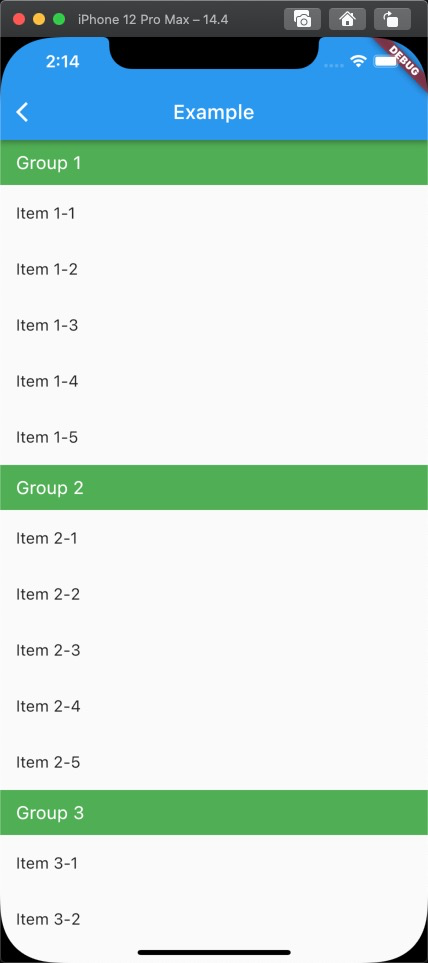 iPhone 12 Pro Max – 14.4
2:14
DEBUG
Example
Group 1
Item 1-1
Item 1-2
Item 1-3
Item 1-4
Item 1-5
Group 2
Item 2-1
Item 2-2
Item 2-3
Item 2-4
Item 2-5
Group 3
Item 3-1
Item 3-2